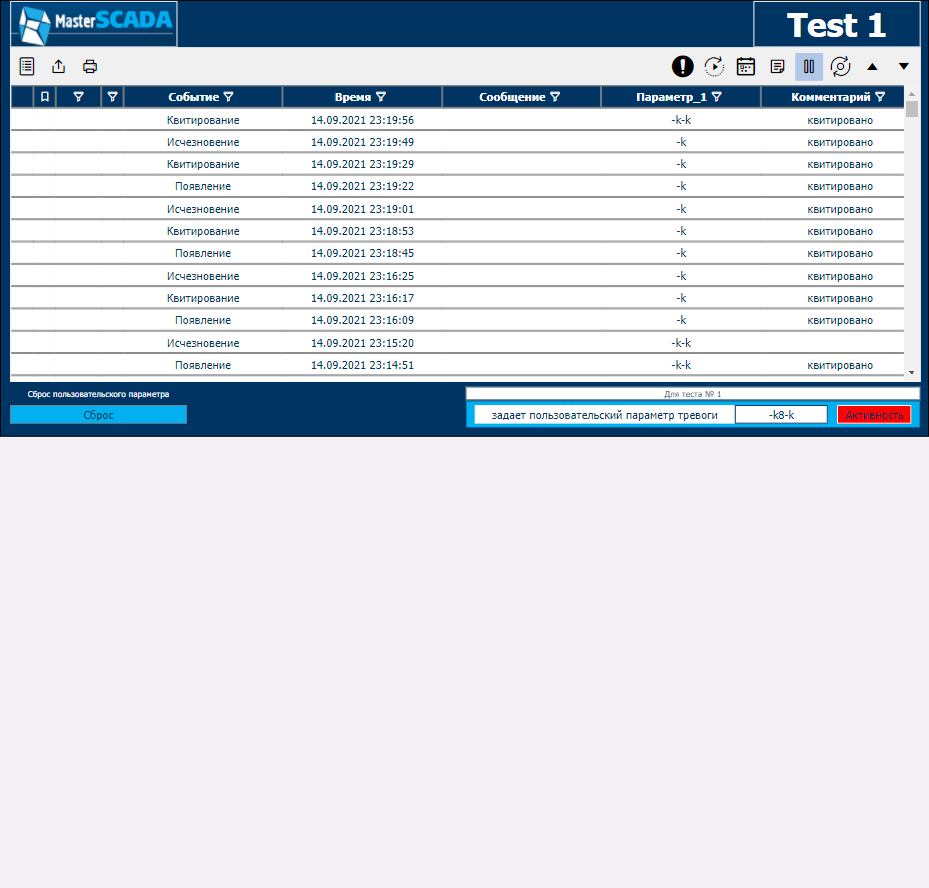 MasterSCADA
Test 1
Событие Время Сообщение Параметр_1 Комментарий
Квитирование 14.09.2021 23:19:56 -k-k квитировано
Исчезновение 14.09.2021 23:19:49 -k квитировано
Квитирование 14.09.2021 23:19:29 -k квитировано
Появление 14.09.2021 23:19:22 -k квитировано
Исчезновение 14.09.2021 23:19:01 -k квитировано
Квитирование 14.09.2021 23:18:53 -k квитировано
Появление 14.09.2021 23:18:45 -k квитировано
Исчезновение 14.09.2021 23:16:25 -k квитировано
Квитирование 14.09.2021 23:16:17 -k квитировано
Появление 14.09.2021 23:16:09 -k квитировано
Исчезновение 14.09.2021 23:15:20 -k-k
Появление 14.09.2021 23:14:51 -k-k квитировано
Сброс пользовательского параметра
Для теста № 1
Сброс
задает пользовательский параметр тревоги -k8-k Активность